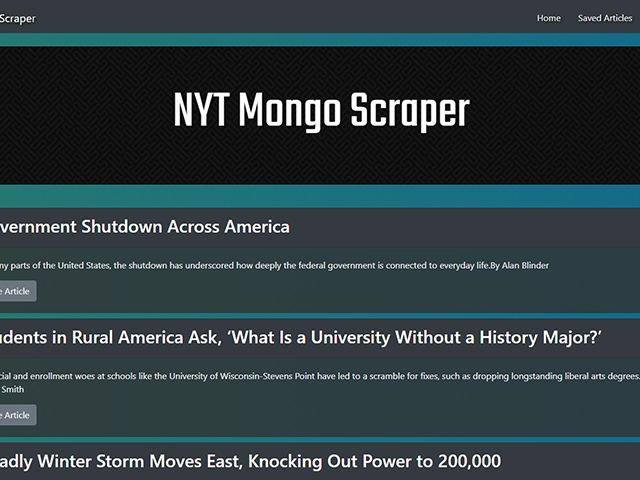 Scraper
Home
Saved Articles
NYT Mongo Scraper
vernment Shutdown Across America
ny parts of the United States, the shutdown has underscored how deeply the federal government is connected to everyday life.By Alan Blinder
e Article
udents in Rural America Ask, ‘What Is a University Without a History Major?’
cial and enrollment woes at schools like the University of Wisconsin-Stevens Point have led to a scramble for fixes, such as dropping longstanding liberal arts degrees.
Smith
e Article
adly Winter Storm Moves East, Knocking Out Power to 200,000